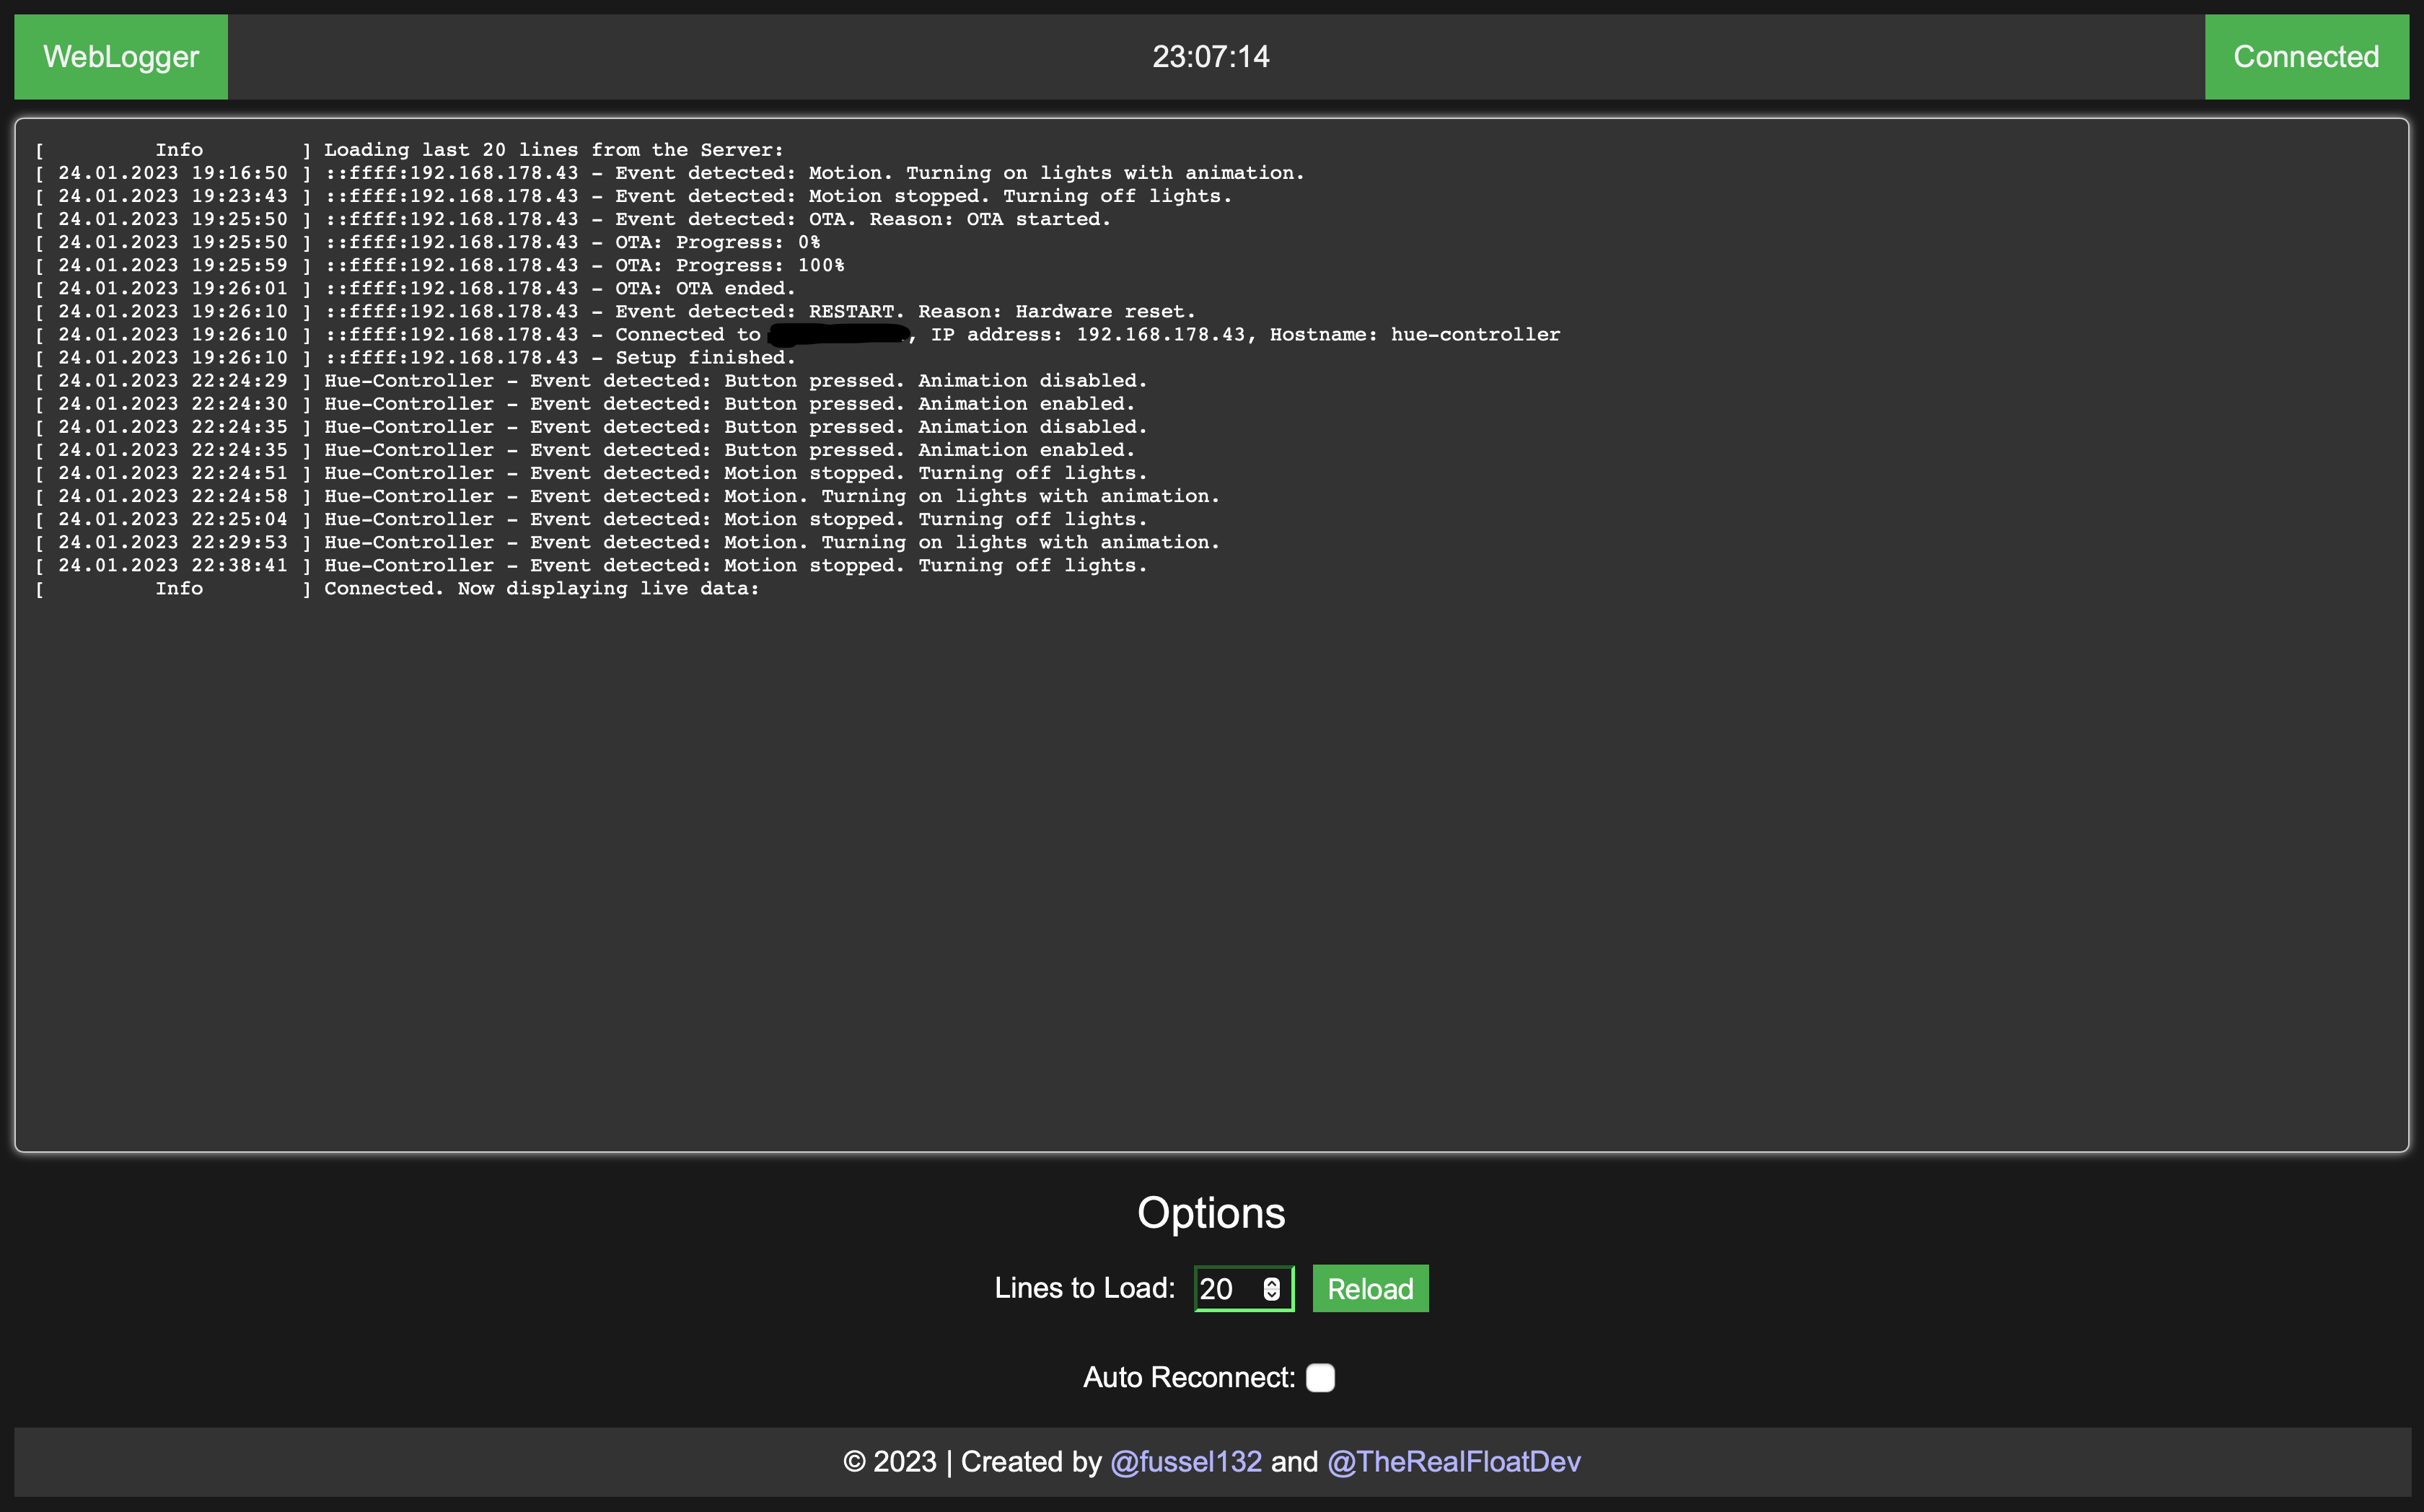 WebLogger
23:07:14
Connected
[ Info ] Loading last 20 lines from the Server:
[ 24.01.2023 19:16:50 ] ::ffff:192.168.178.43 - Event detected: Motion. Turning on lights with animation.
[ 24.01.2023 19:23:43 ] ::ffff:192.168.178.43 - Event detected: Motion stopped. Turning off lights.
[ 24.01.2023 19:25:50 ] ::ffff:192.168.178.43 - Event detected: OTA. Reason: OTA started.
[ 24.01.2023 19:25:50 ] ::ffff:192.168.178.43 - OTA: Progress: 0%
[ 24.01.2023 19:25:59 ] ::ffff:192.168.178.43 - OTA: Progress: 100%
[ 24.01.2023 19:26:01 ] ::ffff:192.168.178.43 - OTA: OTA ended.
[ 24.01.2023 19:26:10 ] ::ffff:192.168.178.43 - Event detected: RESTART. Reason: Hardware reset.
[ 24.01.2023 19:26:10 ] ::ffff:192.168.178.43 - Connected to , IP address: 192.168.178.43, Hostname: hue-controller
[ 24.01.2023 19:26:10 ] ::ffff:192.168.178.43 - Setup finished.
[ 24.01.2023 22:24:29 ] Hue-Controller - Event detected: Button pressed. Animation disabled.
[ 24.01.2023 22:24:30 ] Hue-Controller - Event detected: Button pressed. Animation enabled.
[ 24.01.2023 22:24:35 ] Hue-Controller - Event detected: Button pressed. Animation disabled.
[ 24.01.2023 22:24:35 ] Hue-Controller - Event detected: Button pressed. Animation enabled.
[ 24.01.2023 22:24:51 ] Hue-Controller - Event detected: Motion stopped. Turning off lights.
[ 24.01.2023 22:24:58 ] Hue-Controller - Event detected: Motion. Turning on lights with animation.
[ 24.01.2023 22:25:04 ] Hue-Controller - Event detected: Motion stopped. Turning off lights.
[ 24.01.2023 22:29:53 ] Hue-Controller - Event detected: Motion. Turning on lights with animation.
[ 24.01.2023 22:38:41 ] Hue-Controller - Event detected: Motion stopped. Turning off lights.
[ Info ] Connected. Now displaying live data:
Options
Lines to Load: 20 Reload
Auto Reconnect:
© 2023 | Created by @fussel132 and @TheRealFloatDev